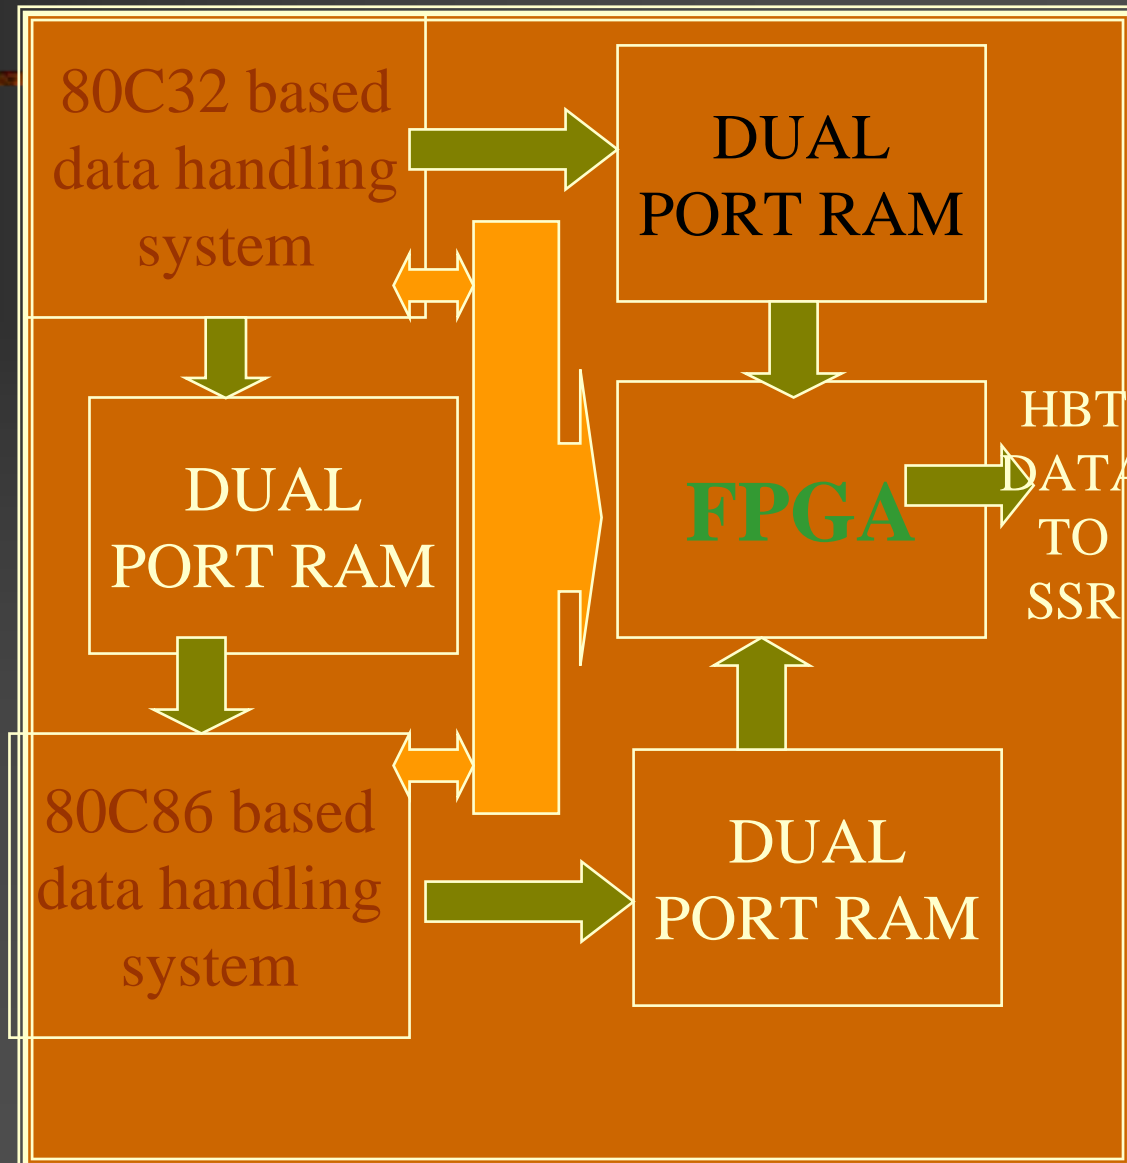 80C32 based
data handling
system
DUAL
PORT RAM
DUAL
PORT RAM
FPGA
HBT
DATA
TO
SSR
80C86 based
data handling
system
DUAL
PORT RAM